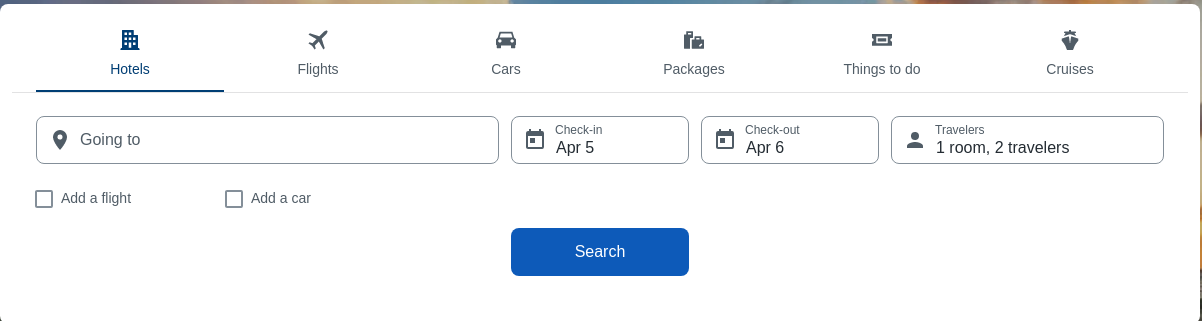 Hotels
Flights
Cars
Packages
Things to do
Cruises
Going to
Check-in
Apr 5
Check-out
Apr 6
Travelers
1 room, 2 travelers
Add a flight
Add a car
Search